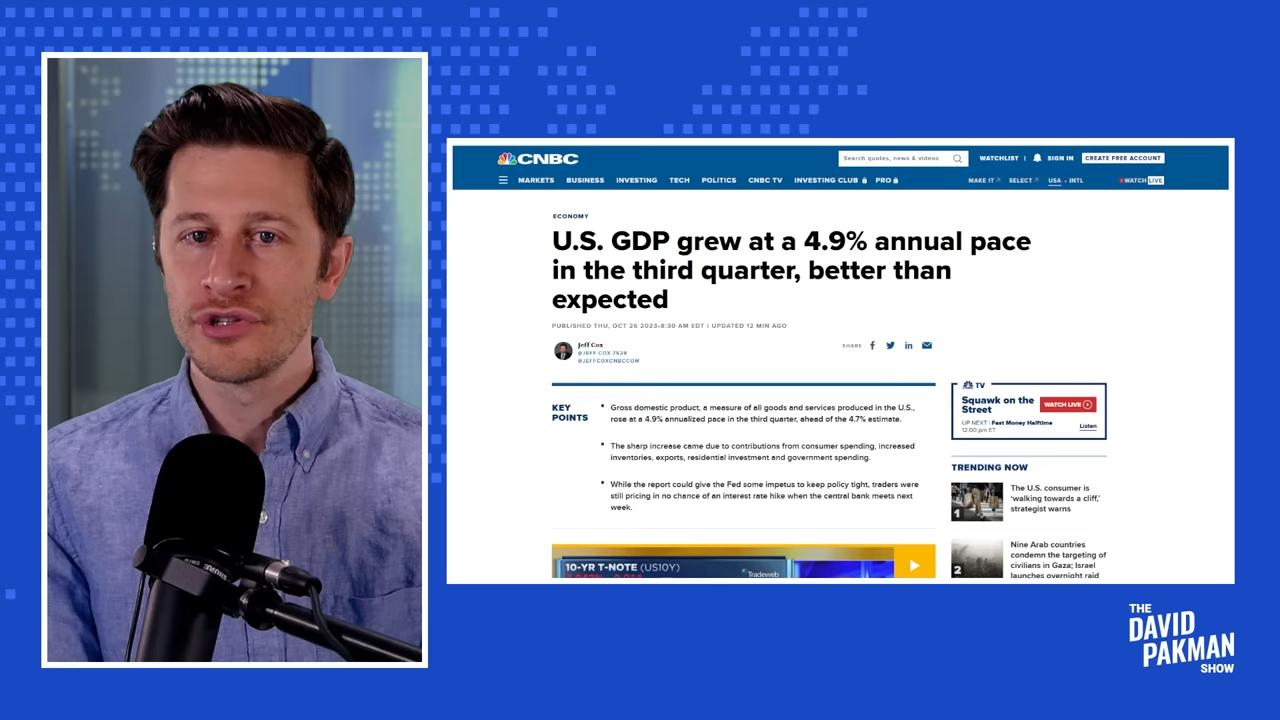 CNBC
Search quotes, news & videos
WATCHLIST
SIGN IN
CREATE FREE ACCOUNT
MARKETS BUSINESS INVESTING TECH POLITICS CNBC TV INVESTING CLUB PRO
MAKE IT SELECT USA • INTL
WATCH LIVE
ECONOMY
U.S. GDP grew at a 4.9% annual pace
in the third quarter, better than
expected
PUBLISHED THU, OCT 26 2023•8:30 AM EDT | UPDATED 12 MIN AGO
Jeff Cox
@JEFF.COX.7528
@JEFFCOXCNBCCOM
SHARE
KEY
POINTS
Gross domestic product, a measure of all goods and services produced in the U.S.,
rose at a 4.9% annualized pace in the third quarter, ahead of the 4.7% estimate.
The sharp increase came due to contributions from consumer spending, increased
inventories, exports, residential investment and government spending.
While the report could give the Fed some impetus to keep policy tight, traders were
still pricing in no chance of an interest rate hike when the central bank meets next
week.
10-YR T-NOTE (US10Y)
Tradeweb
TV
Squawk on the
Street
WATCH LIVE
UP NEXT | Fast Money Halftime
12:00 pm ET
Listen
TRENDING NOW
1
The U.S. consumer is
'walking towards a cliff,'
strategist warns
2
Nine Arab countries
condemn the targeting of
civilians in Gaza; Israel
launches overnight raid
SHURE
THE
DAVID
PAKMAN
SHOW